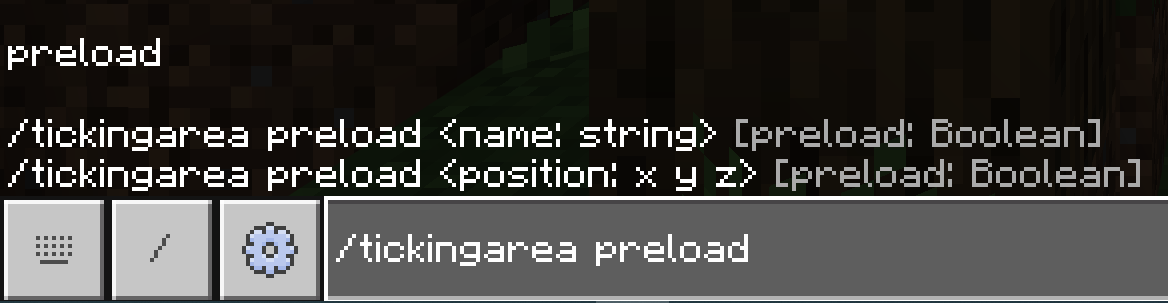 preload
/tickingarea preload <name: string> [preload: Boolean]
/tickingarea preload <position: x y z> [preload: Boolean]
/
/tickingarea preload